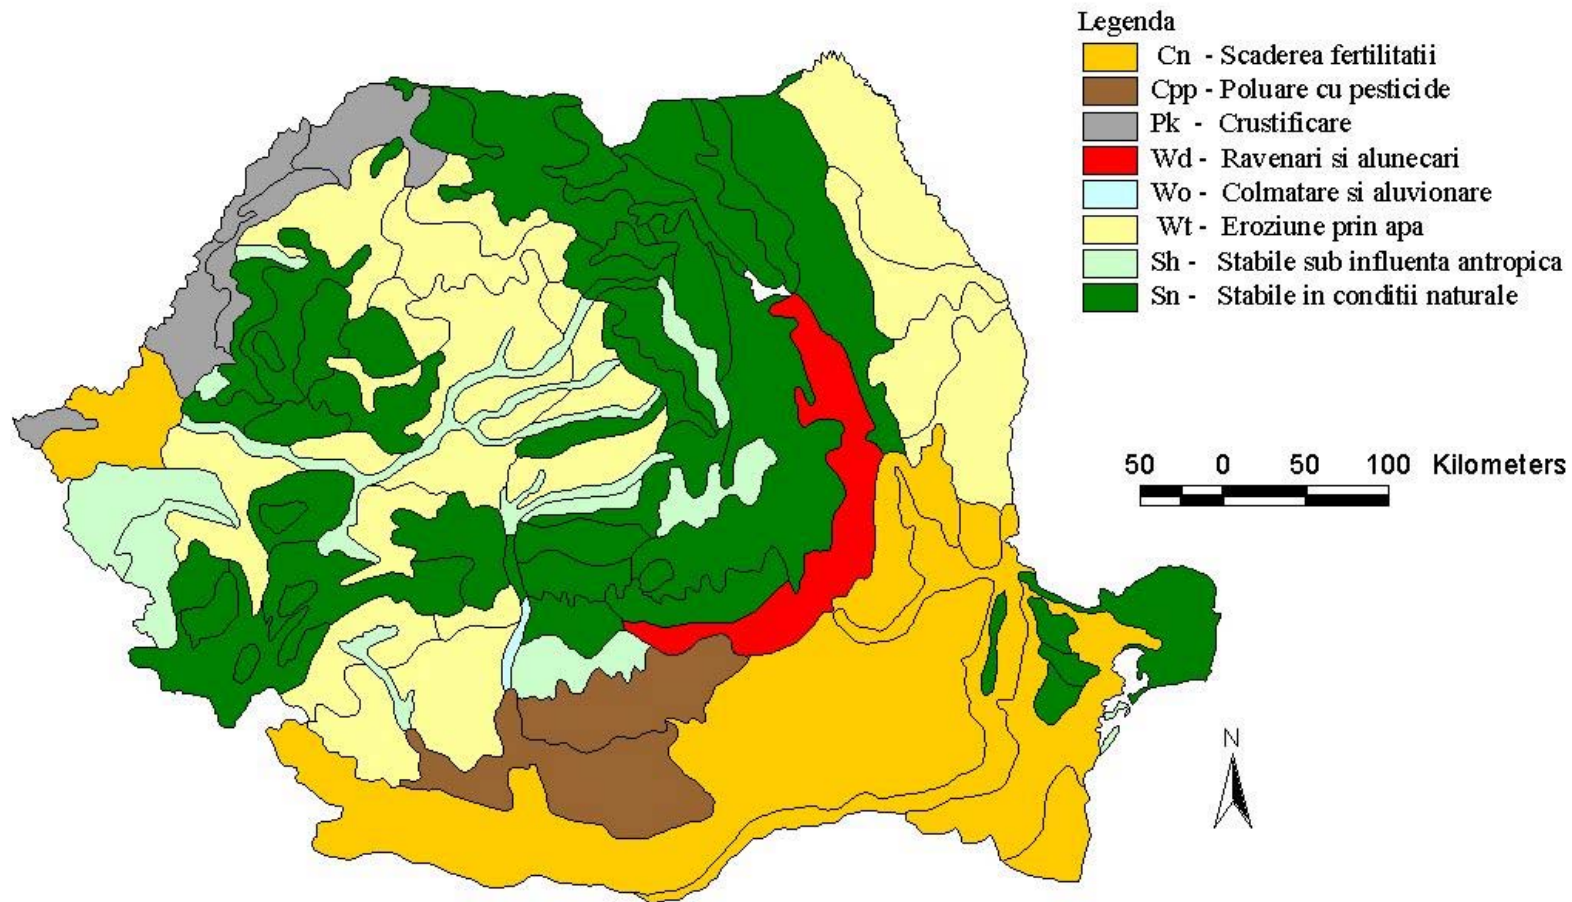 Legenda
Cn - Scaderea fertilitatii
Cpp - Poluare cu pesticide
Pk - Crustificare
Wd - Ravenari si alunecari
Wo - Colmatare si aluvionare
Wt - Eroziune prin apa
Sh - Stabile sub influenta antropica
Sn - Stabile in conditii naturale
50 0 50 100 Kilometers
N